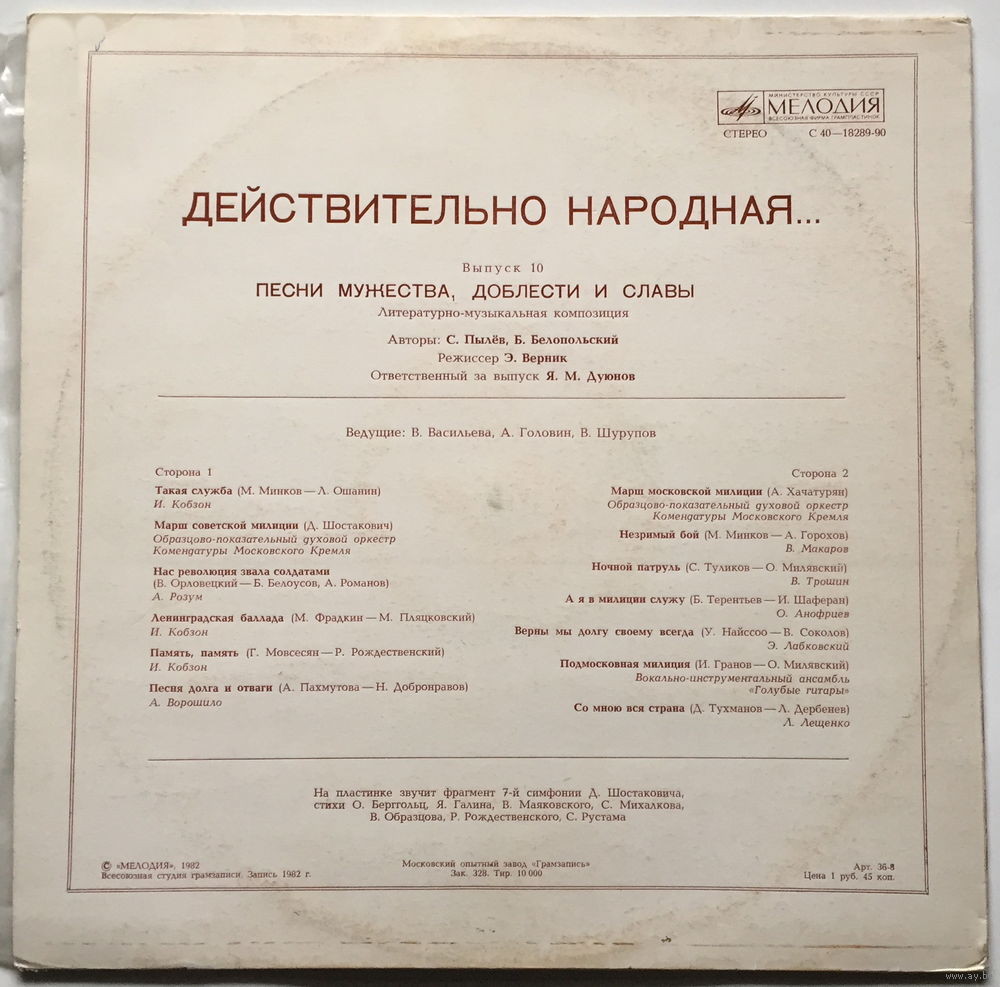 МИНИСТЕРСТВО КУЛЬТУРЫ СССР
МЕЛОДИЯ
ВСЕСОЮЗНАЯ ФИРМА ГРАМПЛАСТИНОК
СТЕРЕО С 40—18289-90
ДЕЙСТВИТЕЛЬНО НАРОДНАЯ...
Выпуск 10
ПЕСНИ МУЖЕСТВА, ДОБЛЕСТИ И СЛАВЫ
Литературно-музыкальная композиция
Авторы: С. Пылёв, Б. Белопольский
Режиссер Э. Верник
Ответственный за выпуск Я. М. Дуюнов
Ведущие: В. Васильева, А. Головин, В. Шурупов
Сторона 1
Такая служба (М. Минков — Л. Ошанин)
И. Кобзон
Марш советской милиции (Д. Шостакович)
Образцово-показательный духовой оркестр
Комендатуры Московского Кремля
Нас революция звала солдатами
(В. Орловецкий — Б. Белоусов, А. Романов)
А. Розум
Ленинградская баллада (М. Фрадкин — М. Пляцковский)
И. Кобзон
Память, память (Г. Мовсесян — Р. Рождественский)
И. Кобзон
Песня долга и отваги (А. Пахмутова — Н. Добронравов)
А. Ворошило
Сторона 2
Марш московской милиции (А. Хачатурян)
Образцово-показательный духовой оркестр
Комендатуры Московского Кремля
Незримый бой (М. Минков — А. Горохов)
В. Макаров
Ночной патруль (С. Туликов — О. Милявский)
В. Трошин
А я в милиции служу (Б. Терентьев — И. Шаферан)
О. Анофриев
Верны мы долгу своему всегда (У. Найссоо — В. Соколов)
Э. Лабковский
Подмосковная милиция (И. Гранов — О. Милявский)
Вокально-инструментальный ансамбль
«Голубые гитары»
Со мною вся страна (Д. Тухманов — Л. Дербенев)
Л. Лещенко
На пластинке звучит фрагмент 7-й симфонии Д. Шостаковича,
стихи О. Берггольц, Я. Галина, В. Маяковского, С. Михалкова,
В. Образцова, Р. Рождественского, С. Рустама
© «МЕЛОДИЯ», 1982
Всесоюзная студия грамзаписи. Запись 1982 г.
Московский опытный завод «Грамзапись»
Зак. 328. Тир. 10 000
Арт. 36-8
Цена 1 руб. 45 коп.
www.ay.by